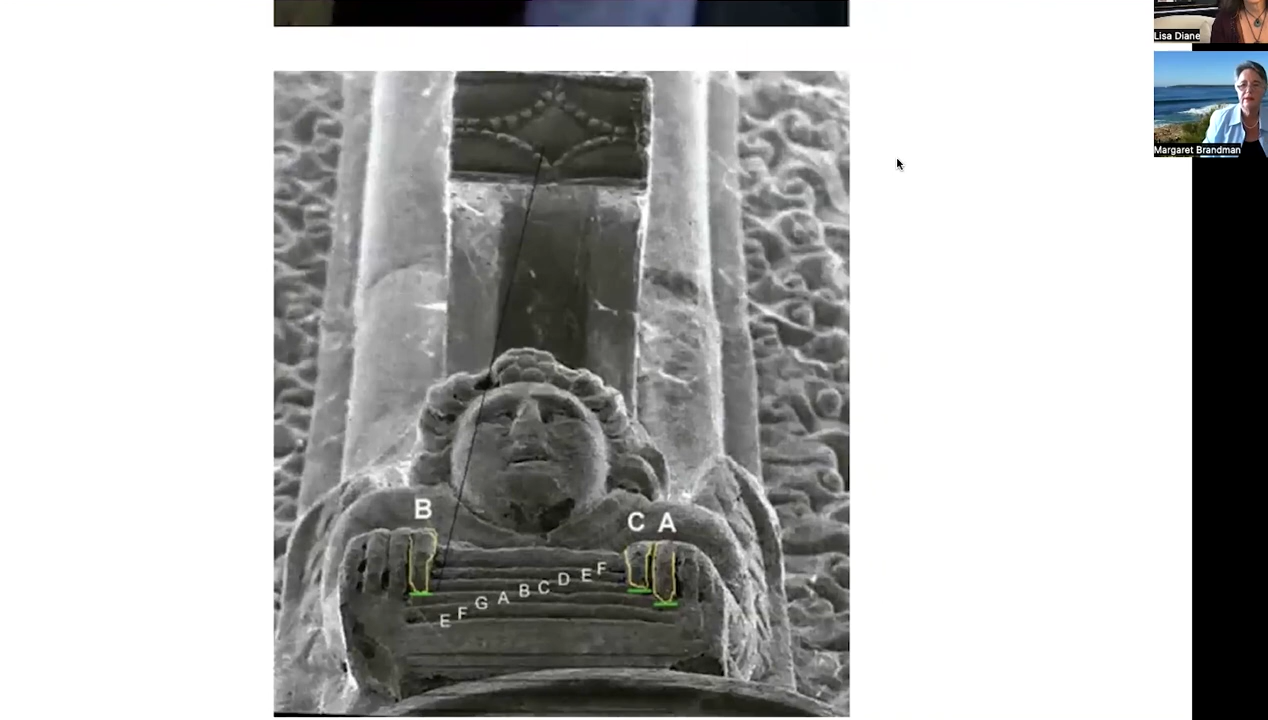 Lisa Diane
Margaret Brandman
B
C A
E F G A B C D E F